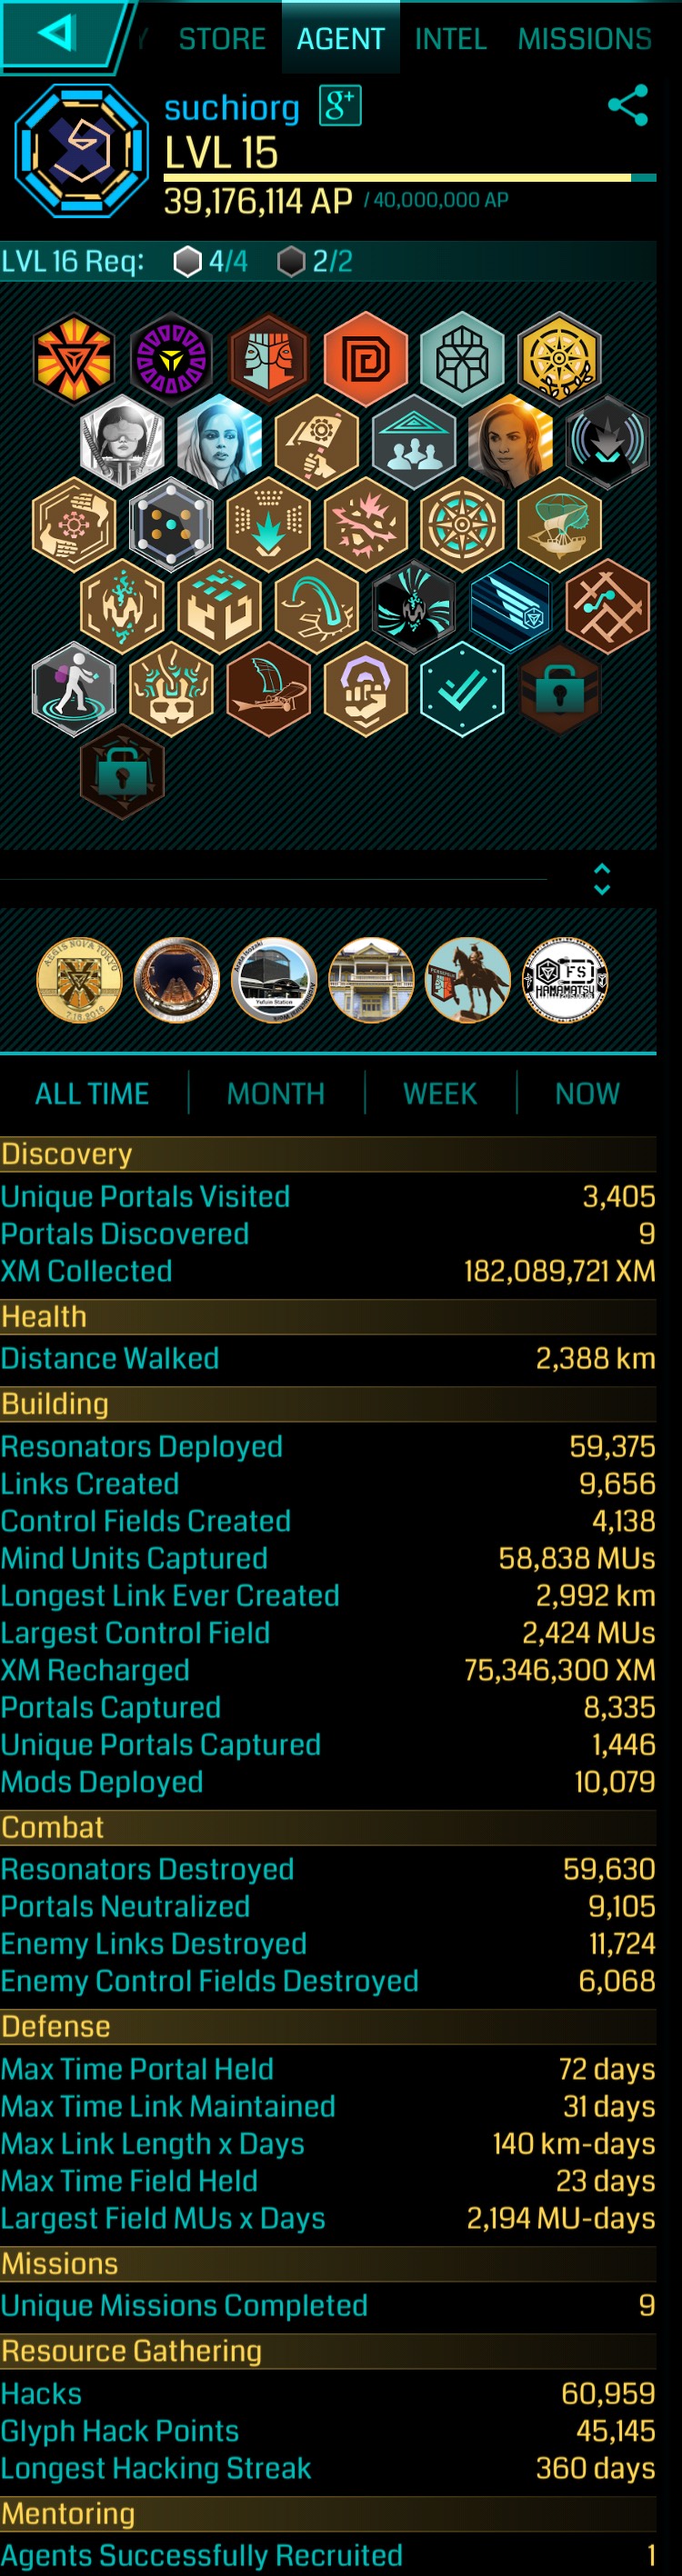 STORE AGENT INTEL MISSIONS
suchiorg g+
LVL 15
39,176,114 AP / 40,000,000 AP
LVL 16 Req: 4/4 2/2
AEGIS NOVA TOKYO
7.16.2016
Arata Isozaki
Yufuin Station
FS
HAMAMATSU
ALL TIME MONTH WEEK NOW
Discovery
Unique Portals Visited 3,405
Portals Discovered 9
XM Collected 182,089,721 XM
Health
Distance Walked 2,388 km
Building
Resonators Deployed 59,375
Links Created 9,656
Control Fields Created 4,138
Mind Units Captured 58,838 MUs
Longest Link Ever Created 2,992 km
Largest Control Field 2,424 MUs
XM Recharged 75,346,300 XM
Portals Captured 8,335
Unique Portals Captured 1,446
Mods Deployed 10,079
Combat
Resonators Destroyed 59,630
Portals Neutralized 9,105
Enemy Links Destroyed 11,724
Enemy Control Fields Destroyed 6,068
Defense
Max Time Portal Held 72 days
Max Time Link Maintained 31 days
Max Link Length x Days 140 km-days
Max Time Field Held 23 days
Largest Field MUs x Days 2,194 MU-days
Missions
Unique Missions Completed 9
Resource Gathering
Hacks 60,959
Glyph Hack Points 45,145
Longest Hacking Streak 360 days
Mentoring
Agents Successfully Recruited 1